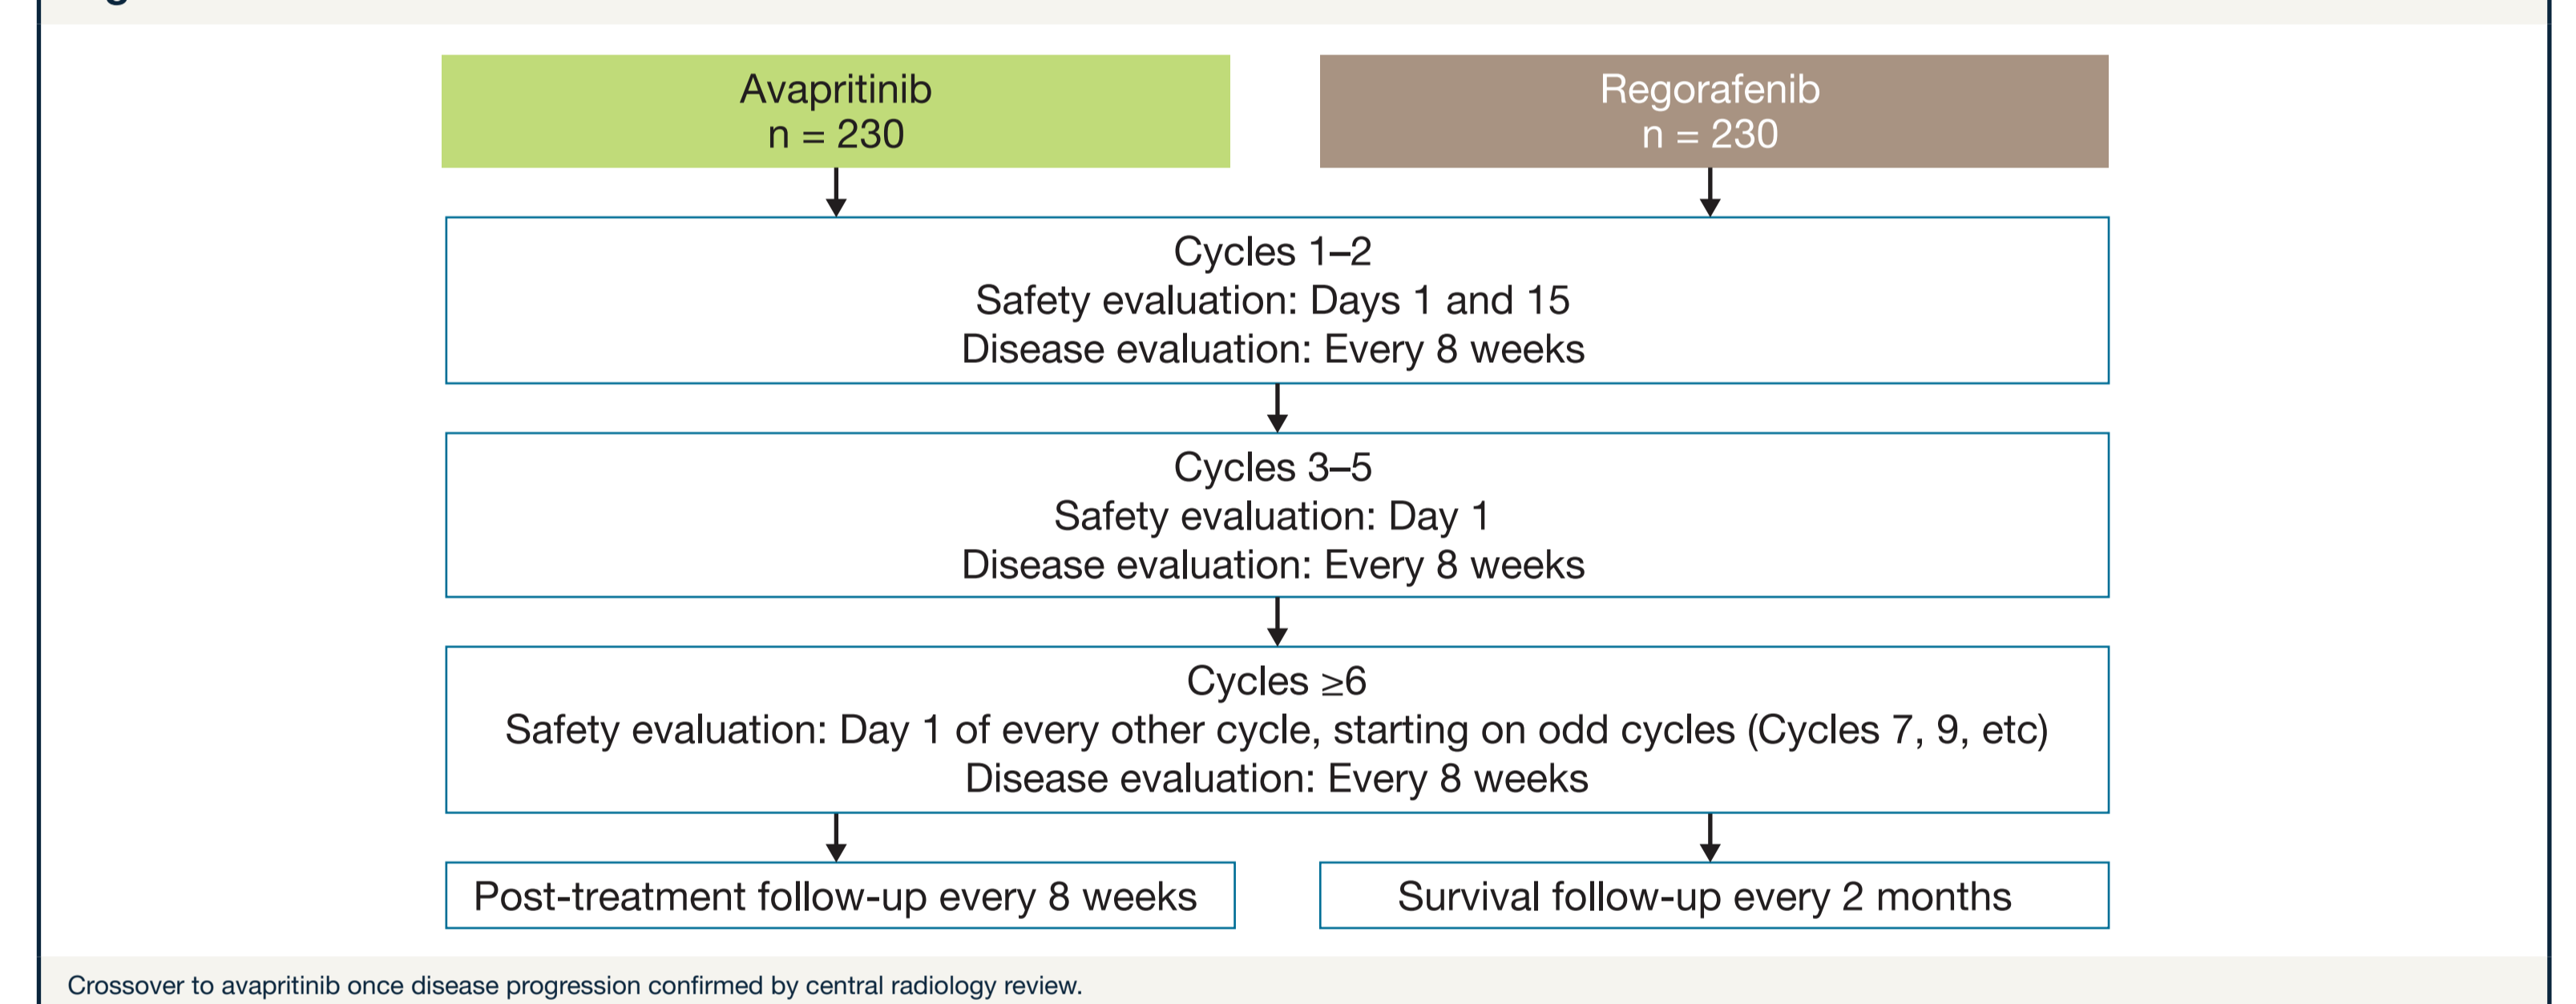 Avapritinib
n = 230
Regorafenib
n = 230
Cycles 1–2
Safety evaluation: Days 1 and 15
Disease evaluation: Every 8 weeks
Cycles 3–5
Safety evaluation: Day 1
Disease evaluation: Every 8 weeks
Cycles ≥6
Safety evaluation: Day 1 of every other cycle, starting on odd cycles (Cycles 7, 9, etc)
Disease evaluation: Every 8 weeks
Post-treatment follow-up every 8 weeks
Survival follow-up every 2 months
Crossover to avapritinib once disease progression confirmed by central radiology review.